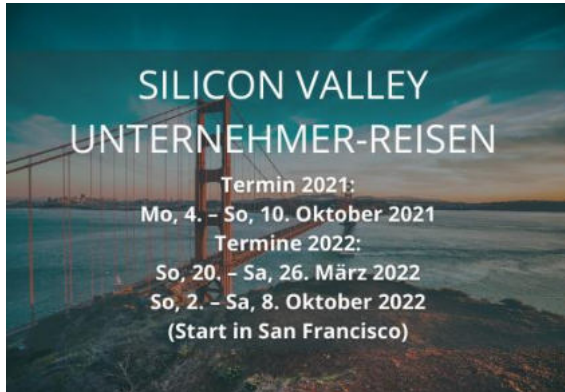 SILICON VALLEY
UNTERNEHMER-REISEN
Termin 2021:
Mo, 4. – So, 10. Oktober 2021
Termine 2022:
So, 20. – Sa, 26. März 2022
So, 2. – Sa, 8. Oktober 2022
(Start in San Francisco)